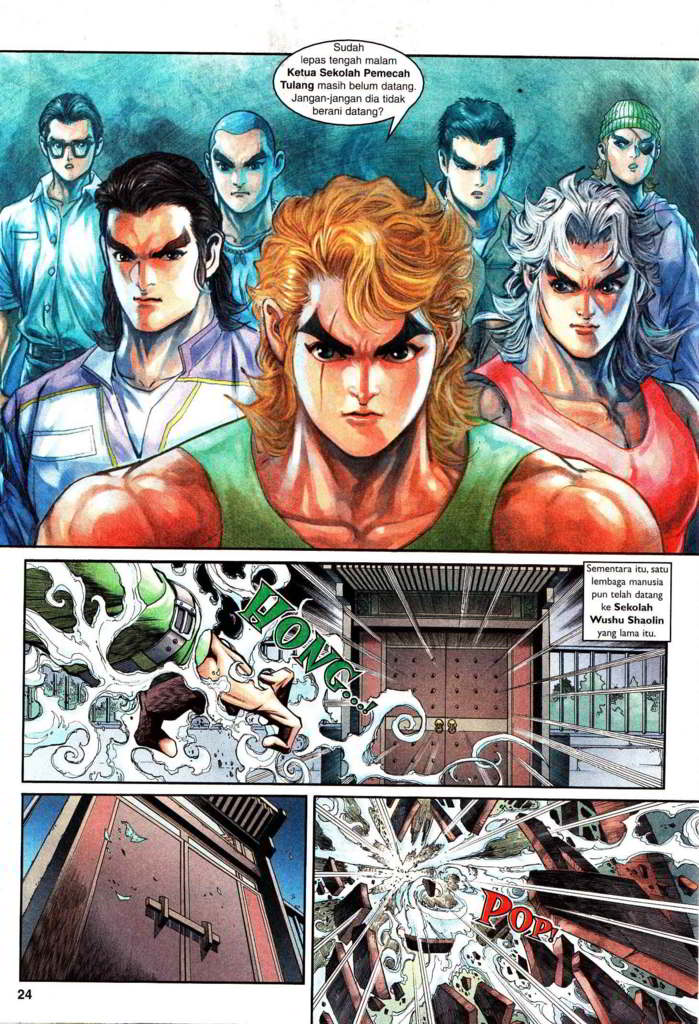 Sudah
lepas tengah malam
Ketua Sekolah Pemecah
Tulang masih belum datang.
Jangan-jangan dia tidak
berani datang?
Sementara itu, satu
lembaga manusia
pun telah datang
ke Sekolah
Wushu Shaolin
yang lama itu.
HONG...!
POP!
24